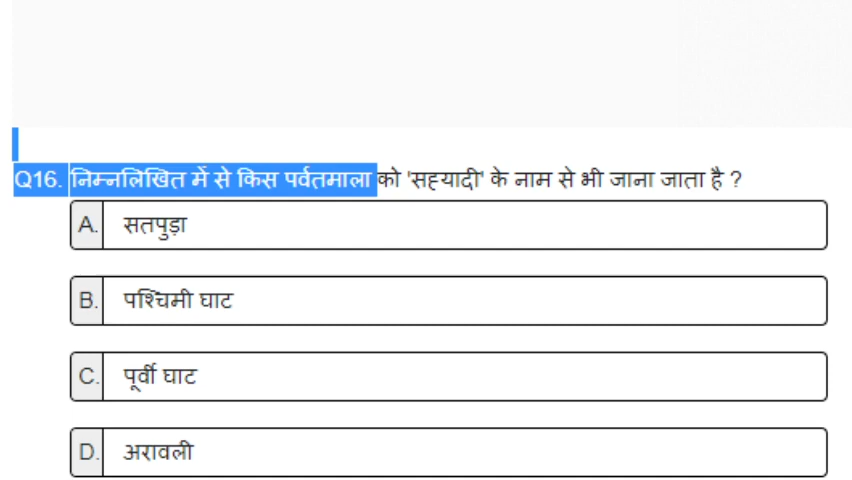 Q16. निम्नलिखित में से किस पर्वतमाला को 'सह्यादी' के नाम से भी जाना जाता है ?
A. सतपुड़ा
B. पश्चिमी घाट
C. पूर्वी घाट
D. अरावली